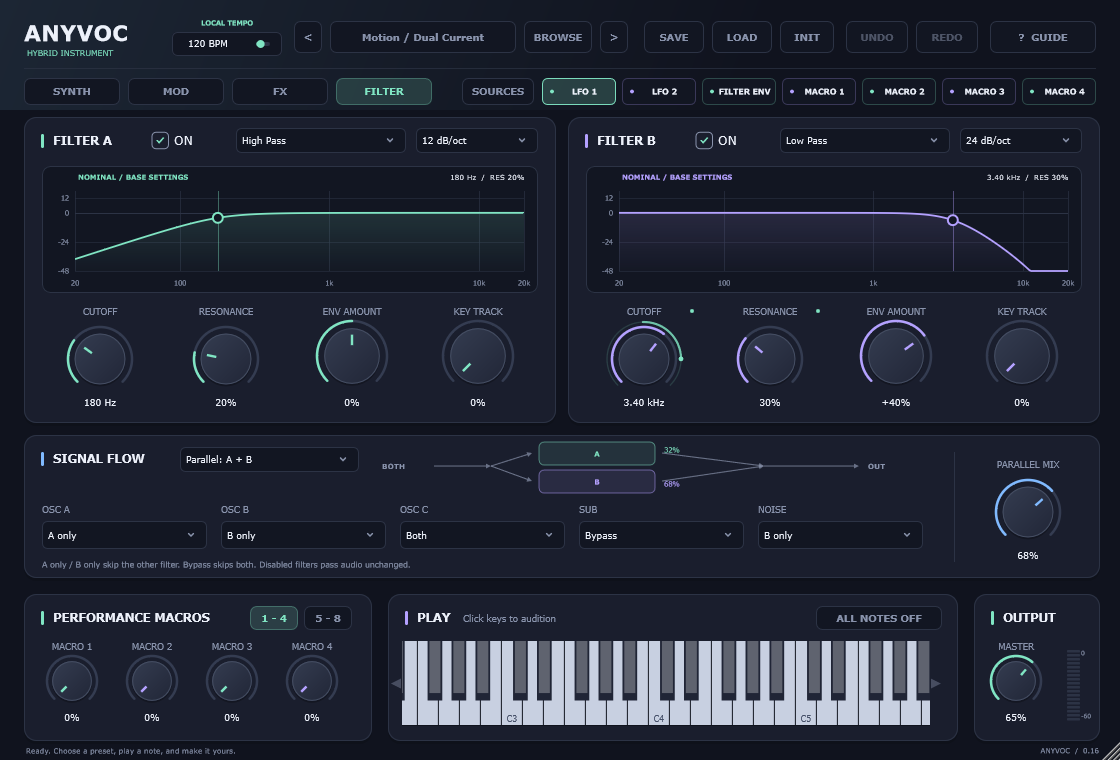 ANYVOC
HYBRID INSTRUMENT
LOCAL TEMPO
120 BPM
<
Motion / Dual Current
BROWSE
>
SAVE
LOAD
INIT
UNDO
REDO
? GUIDE
SYNTH
MOD
FX
FILTER
SOURCES
LFO 1
LFO 2
FILTER ENV
MACRO 1
MACRO 2
MACRO 3
MACRO 4
FILTER A
ON
High Pass
12 dB/oct
NOMINAL / BASE SETTINGS
180 Hz / RES 20%
12
0
-24
-48
20
100
1k
10k
20k
CUTOFF
RESONANCE
ENV AMOUNT
KEY TRACK
180 Hz
20%
0%
0%
FILTER B
ON
Low Pass
24 dB/oct
NOMINAL / BASE SETTINGS
3.40 kHz / RES 30%
12
0
-24
-48
20
100
1k
10k
20k
CUTOFF
RESONANCE
ENV AMOUNT
KEY TRACK
3.40 kHz
30%
+40%
0%
SIGNAL FLOW
Parallel: A + B
BOTH
A
32%
B
68%
OUT
PARALLEL MIX
68%
OSC A
OSC B
OSC C
SUB
NOISE
A only
B only
Both
Bypass
B only
A only / B only skip the other filter. Bypass skips both. Disabled filters pass audio unchanged.
PERFORMANCE MACROS
1 - 4
5 - 8
MACRO 1
MACRO 2
MACRO 3
MACRO 4
0%
0%
0%
0%
PLAY
Click keys to audition
ALL NOTES OFF
C3
C4
C5
OUTPUT
MASTER
65%
0
-60
Ready. Choose a preset, play a note, and make it yours.
ANYVOC / 0.16